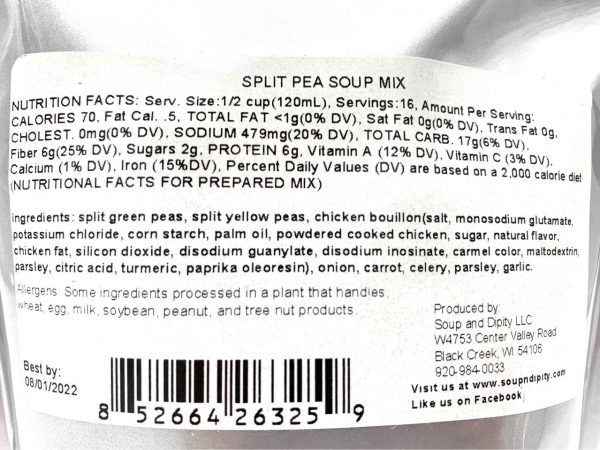 SPLIT PEA SOUP MIX
NUTRITION FACTS: Serv. Size:1/2 cup(120mL), Servings:16, Amount Per Serving:
CALORIES 70, Fat Cal. .5, TOTAL FAT <1g(0% DV), Sat Fat 0g(0% DV), Trans Fat 0g,
CHOLEST. 0mg(0% DV), SODIUM 479mg(20% DV), TOTAL CARB. 17g(6% DV),
Fiber 6g(25% DV), Sugars 2g, PROTEIN 6g, Vitamin A (12% DV), Vitamin C (3% DV),
Calcium (1% DV), Iron (15%DV), Percent Daily Values (DV) are based on a 2,000 calorie diet
(NUTRITIONAL FACTS FOR PREPARED MIX)
Ingredients: split green peas, split yellow peas, chicken bouillon(salt, monosodium glutamate,
potassium chloride, corn starch, palm oil, powdered cooked chicken, sugar, natural flavor,
chicken fat, silicon dioxide, disodium guanylate, disodium inosinate, carmel color, maltodextrin,
parsley, citric acid, turmeric, paprika oleoresin), onion, carrot, celery, parsley, garlic.
Allergens Some ingredients processed in a plant that handles,
wheat, egg, milk, soybean, peanut, and tree nut products.
Produced by:
Soup and Dipity LLC
W4753 Center Valley Road
Black Creek, WI 54106
920-984-0033
Visit us at www.soupndipity.com
Like us on Facebook
Best by:
08/01/2022
8 52664 26325 9